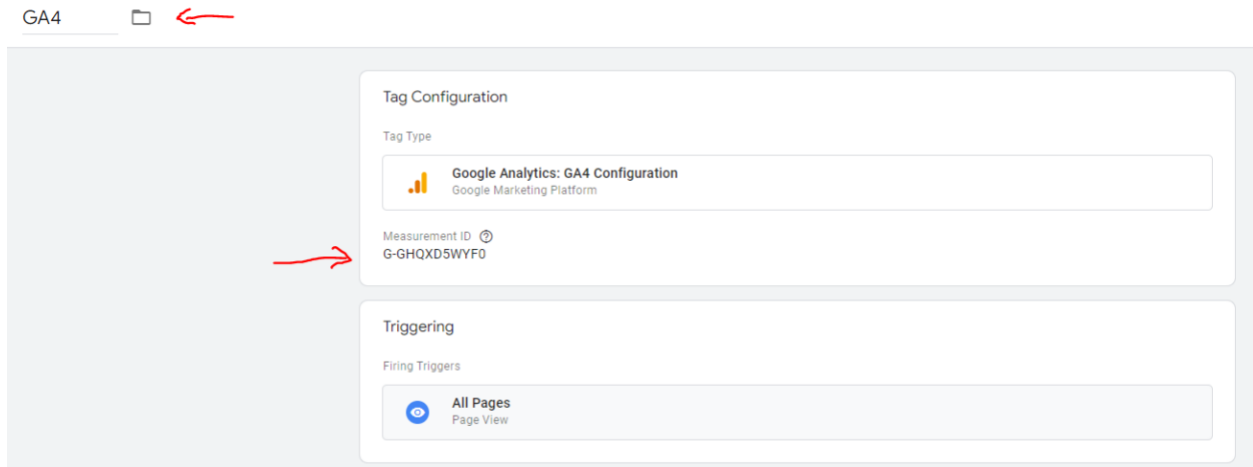 GA4
Tag Configuration
Tag Type
Google Analytics: GA4 Configuration
Google Marketing Platform
Measurement ID
G-GHQXD5WYF0
Triggering
Firing Triggers
All Pages
Page View